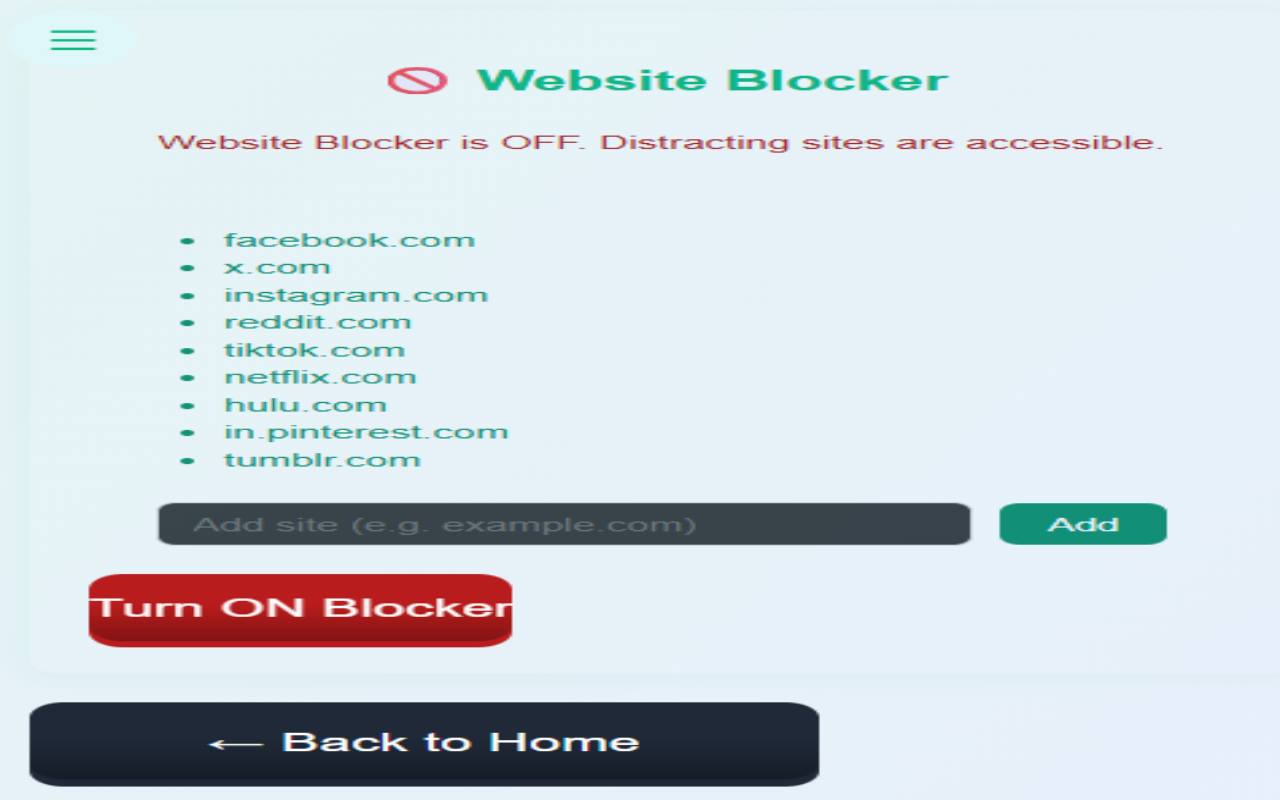 Website Blocker
Website Blocker is OFF. Distracting sites are accessible.
facebook.com
x.com
instagram.com
reddit.com
tiktok.com
netflix.com
hulu.com
in.pinterest.com
tumblr.com
Add site (e.g. example.com)
Add
Turn ON Blocker
← Back to Home